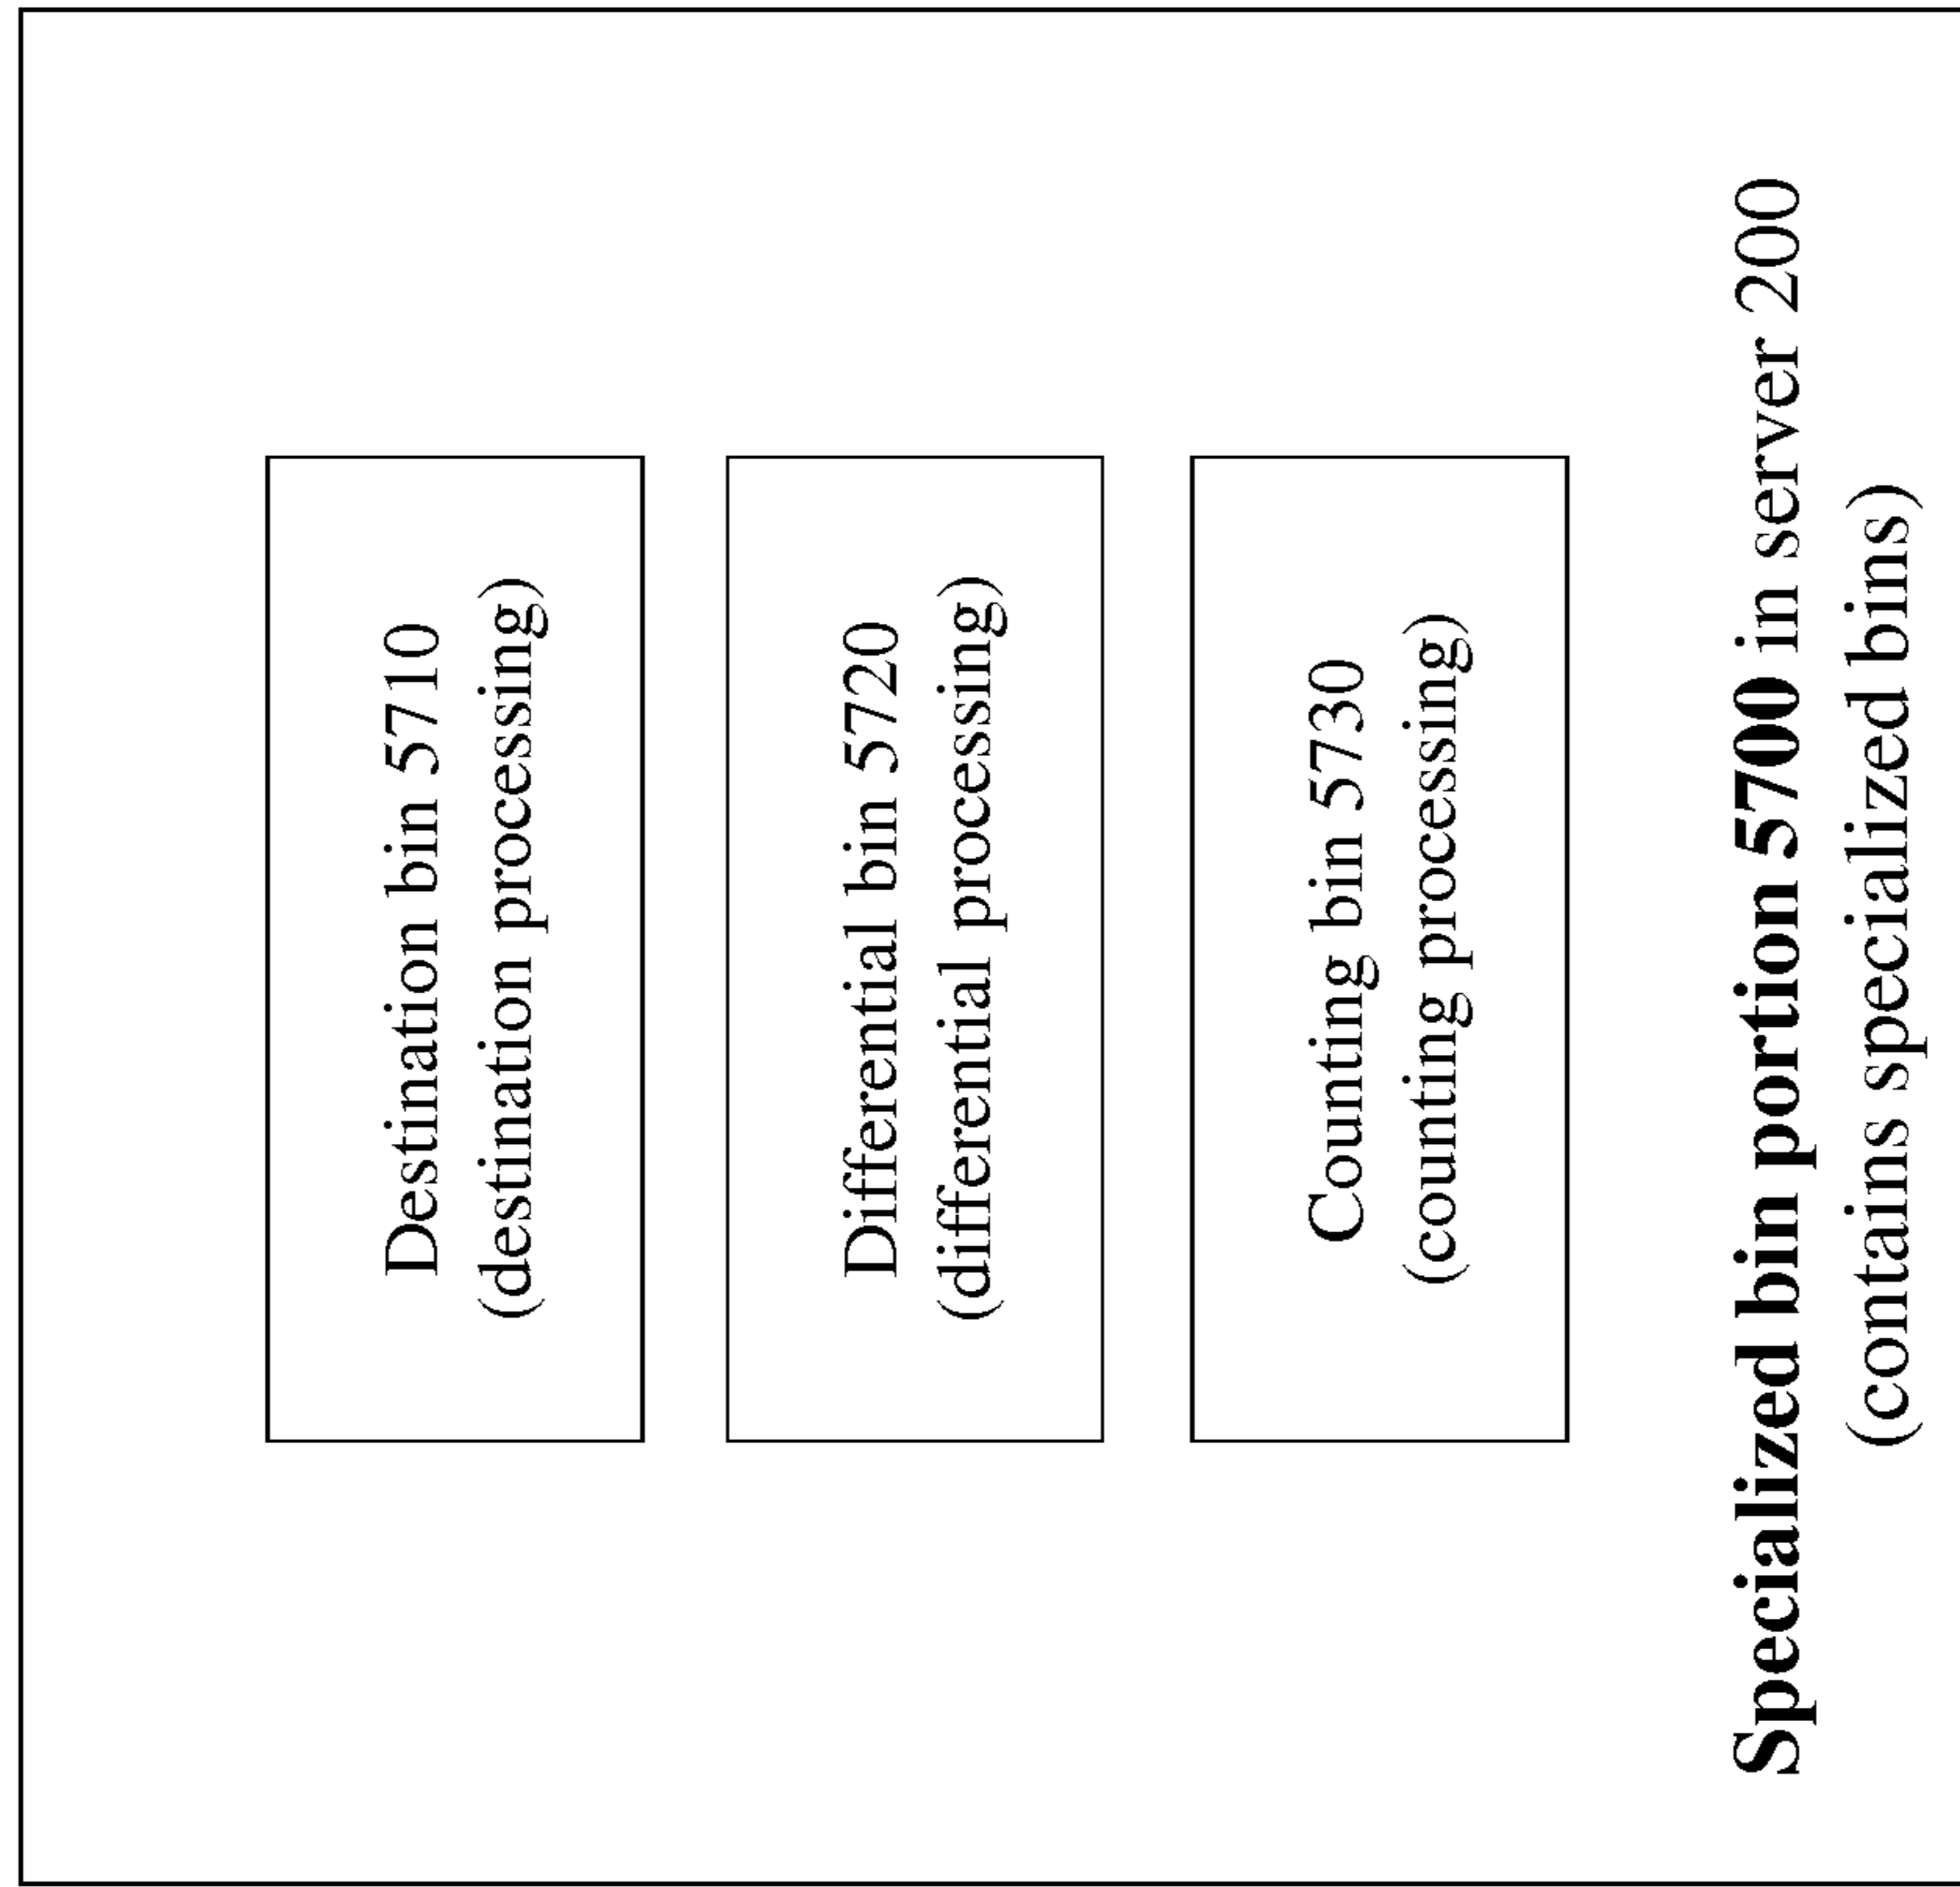 Destination bin 5710
(destination processing)
Differential bin 5720
(differential processing)
Counting bin 5730
(counting processing)
Specialized bin portion 5700 in server 200
(contains specialized bins)